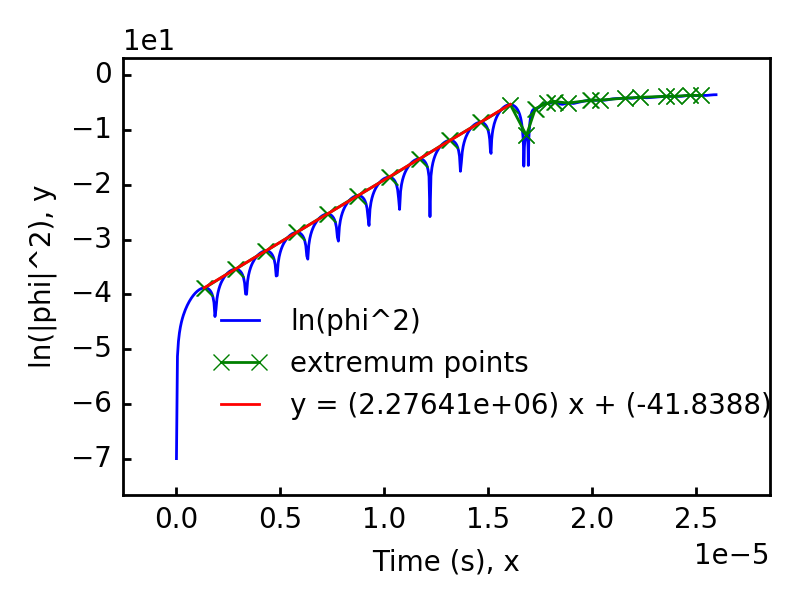 1e1
0
−1
−2
−3
−4
−5
−6
−7
ln(|phi|^2), y
ln(phi^2)
extremum points
y = (2.27641e+06) x + (-41.8388)
0.0 0.5 1.0 1.5 2.0 2.5
1e−5
Time (s), x